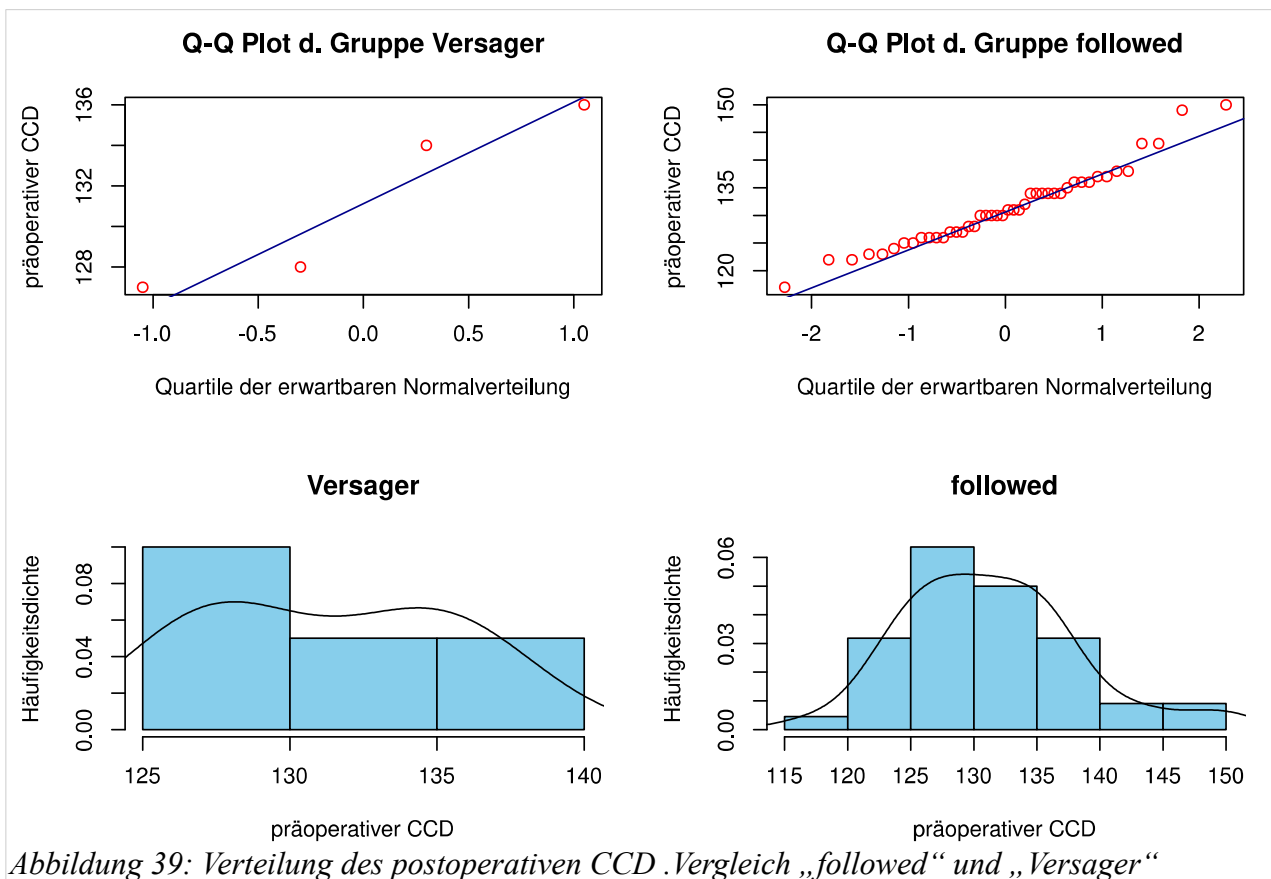 Q-Q Plot d. Gruppe Versager
präoperativer CCD
128 132 136
-1.0 -0.5 0.0 0.5 1.0
Quartile der erwartbaren Normalverteilung
Q-Q Plot d. Gruppe followed
präoperativer CCD
120 135 150
-2 -1 0 1 2
Quartile der erwartbaren Normalverteilung
Versager
Häufigkeitsdichte
0.00 0.04 0.08
125 130 135 140
präoperativer CCD
followed
Häufigkeitsdichte
0.00 0.03 0.06
115 120 125 130 135 140 145 150
präoperativer CCD
Abbildung 39: Verteilung des postoperativen CCD .Vergleich „followed“ und „Versager“